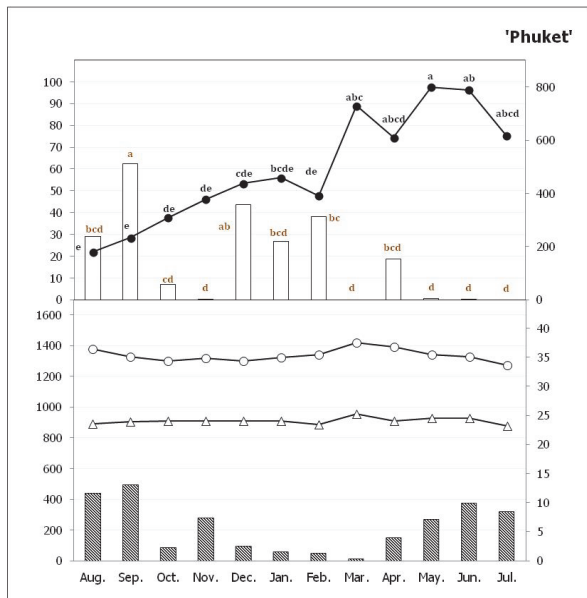 'Phuket'
100
90
80
70
60
50
40
30
20
10
0
800
600
400
200
0
e
bcd
e
a
de
cd
de
d
cde
ab
bcde
bcd
de
bc
abc
d
abcd
bcd
a
d
ab
d
abcd
d
1600
1400
1200
1000
800
600
400
200
0
40
35
30
25
20
15
10
5
0
Aug. Sep. Oct. Nov. Dec. Jan. Feb. Mar. Apr. May. Jun. Jul.